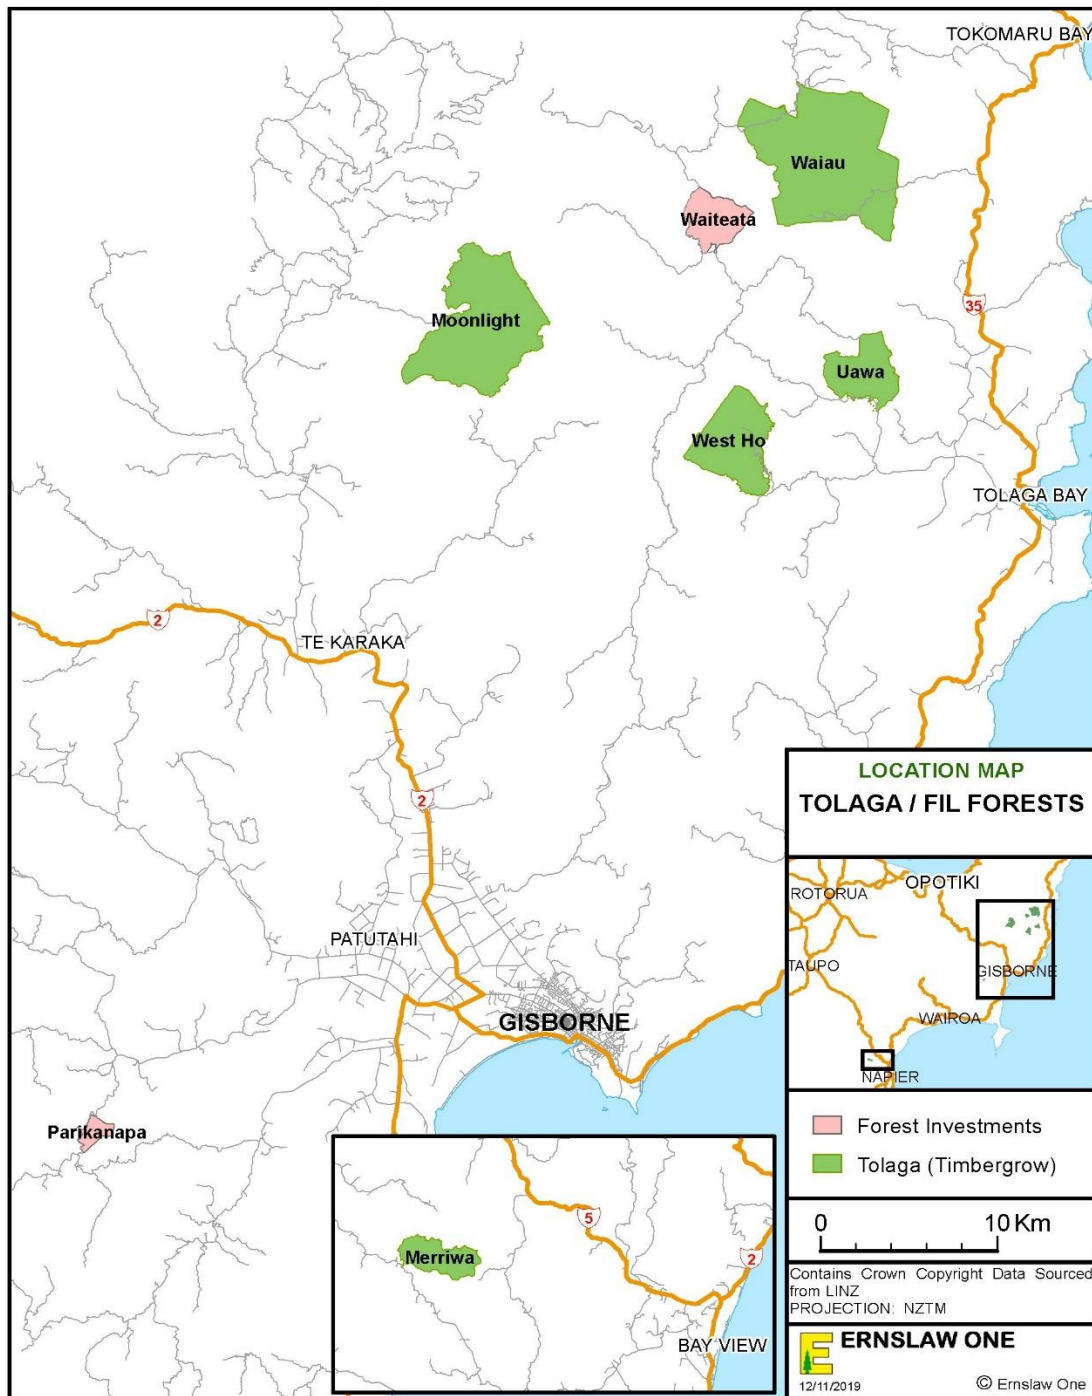 TOKOMARU BAY
Waiau
Waiteata
35
Moonlight
Uawa
West Ho
TOLAGA BAY
2
TE KARAKA
2
PATUTAHI
GISBORNE
Parikanapa
5
Merriwa
2
BAY VIEW
LOCATION MAP
TOLAGA / FIL FORESTS
OPOTIKI
ROTORUA
TAUPO
GISBORNE
WAIROA
NAPIER
Forest Investments
Tolaga (Timbergrow)
0 10 Km
Contains Crown Copyright Data Sourced
from LINZ
PROJECTION: NZTM
E ERNSLAW ONE
12/11/2019 © Ernslaw One